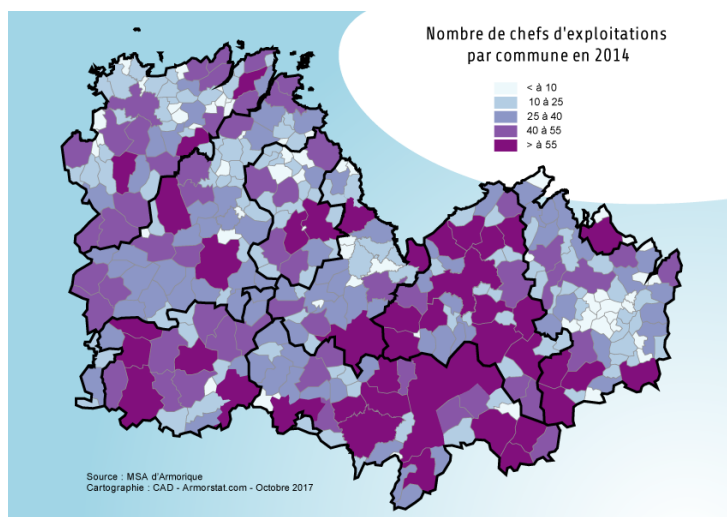 Nombre de chefs d'exploitations
par commune en 2014
< à 10
10 à 25
25 à 40
40 à 55
> à 55
Source : MSA d'Armorique
Cartographie : CAD - Armorstat.com - Octobre 2017